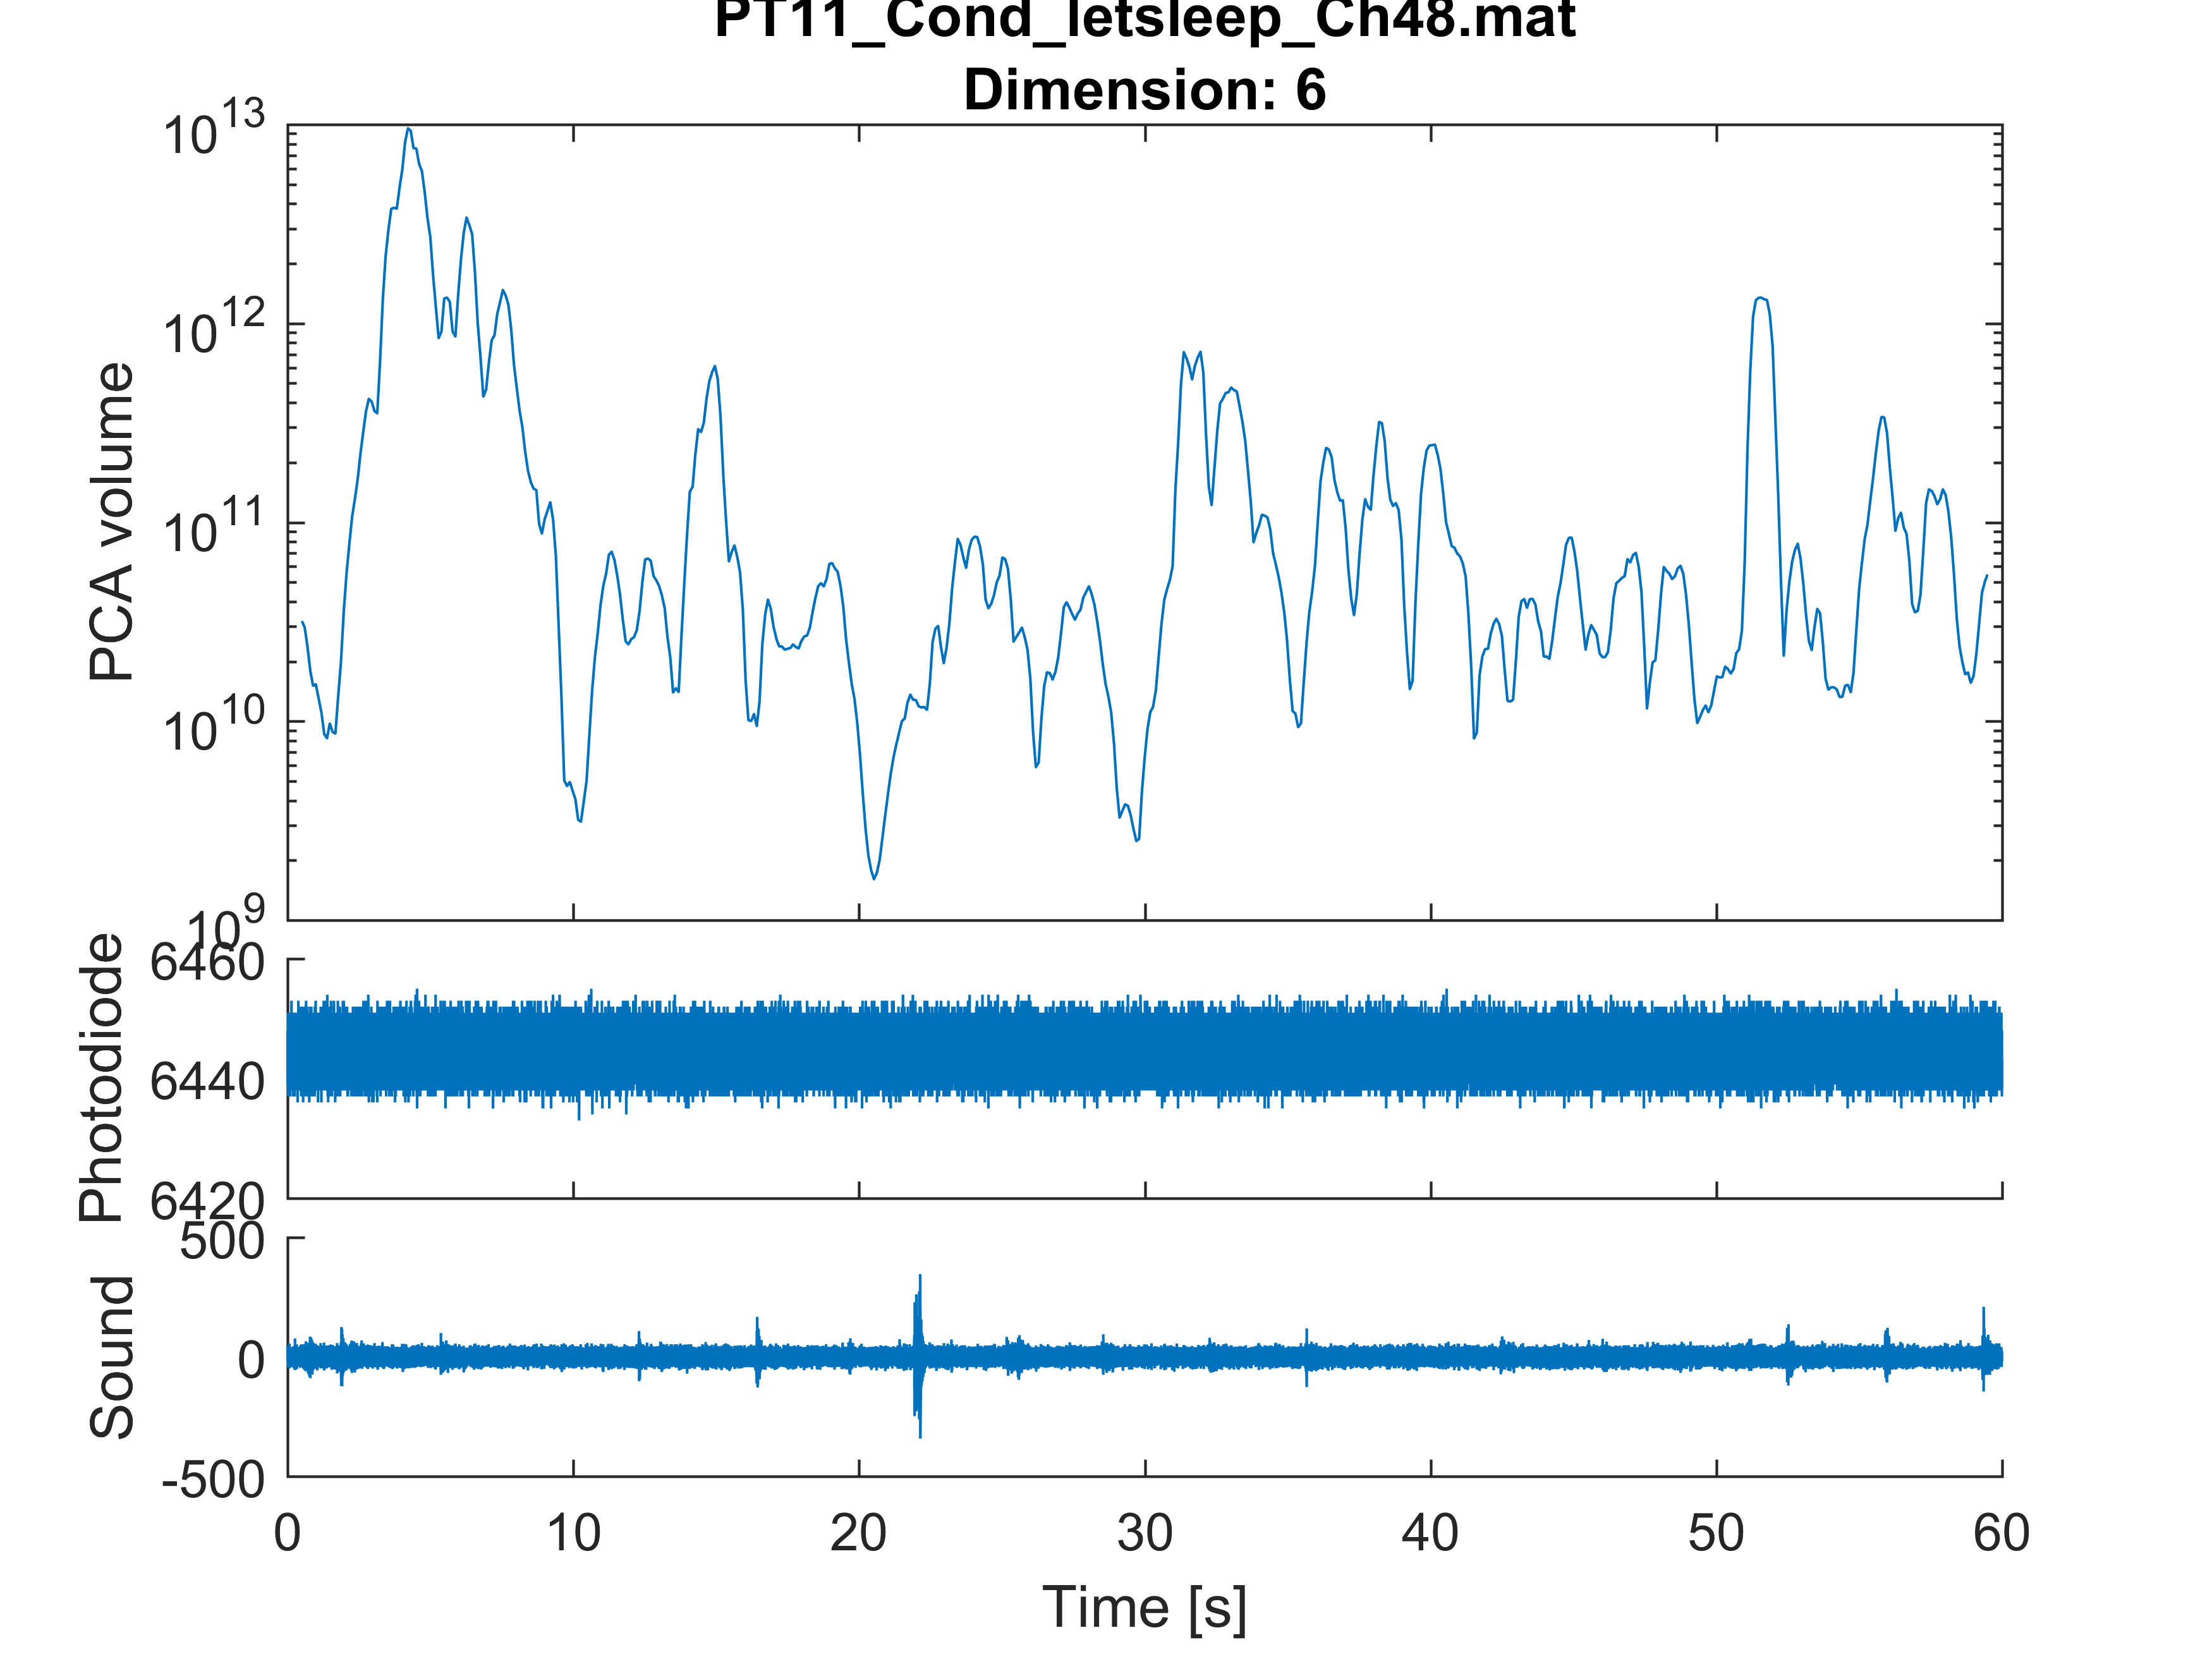 PT11_Cond_letsleep_Ch48.mat
Dimension: 6
10^13
10^12
10^11
10^10
10^9
PCA volume
6460
6440
6420
Photodiode
500
0
-500
Sound
0 10 20 30 40 50 60
Time [s]